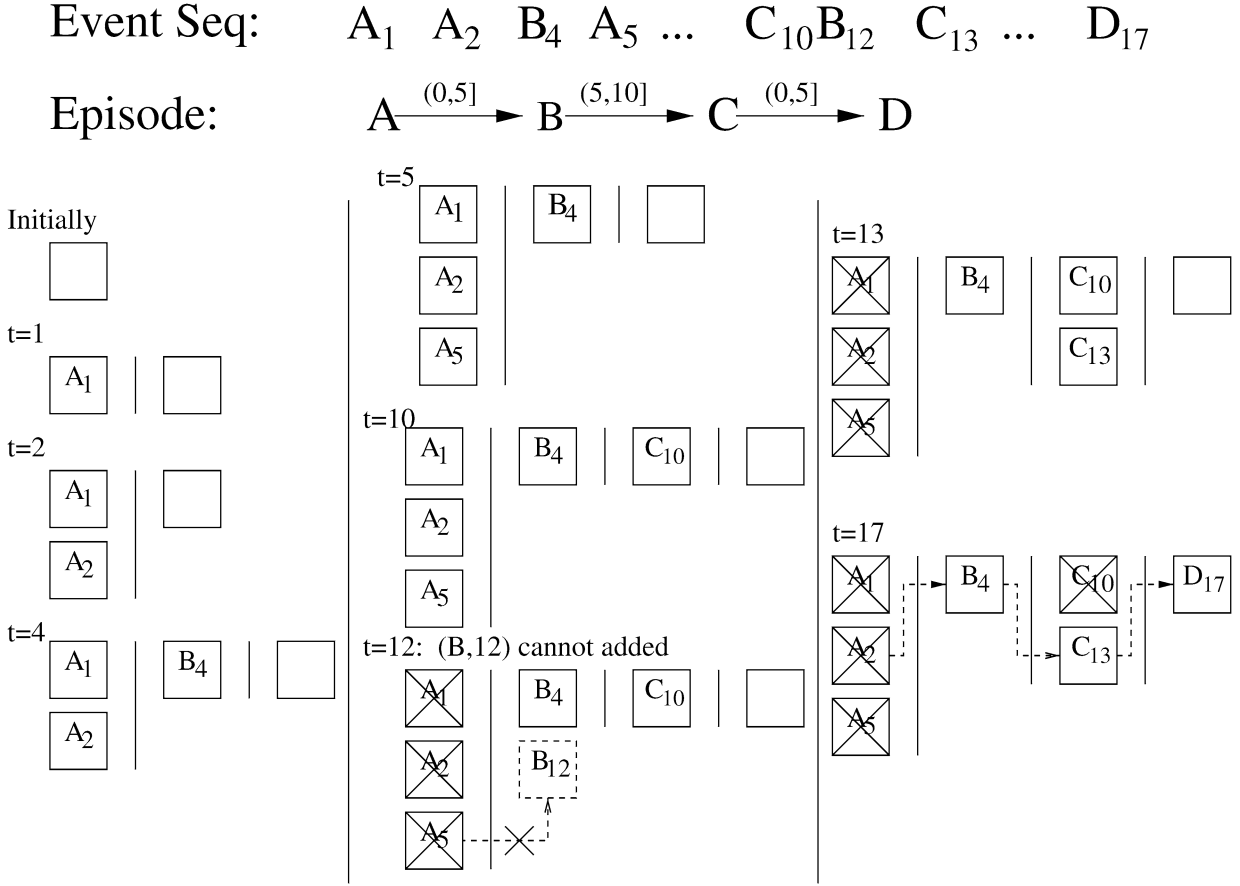 Event Seq: A1 A2 B4 A5 ... C10 B12 C13 ... D17
(0,5] (5,10] (0,5]
Episode: A B C D
Initially
t=1
A1
t=2
A1
A2
t=4
A1 B4
A2
t=5
A1 B4
A2
A5
t=10
A1 B4 C10
A2
A5
t=12: (B,12) cannot added
A1 B4 C10
A2 B12
A5
t=13
A1 B4 C10
A2 C13
A5
t=17
A1 B4 C10 D17
A2 C13
A5